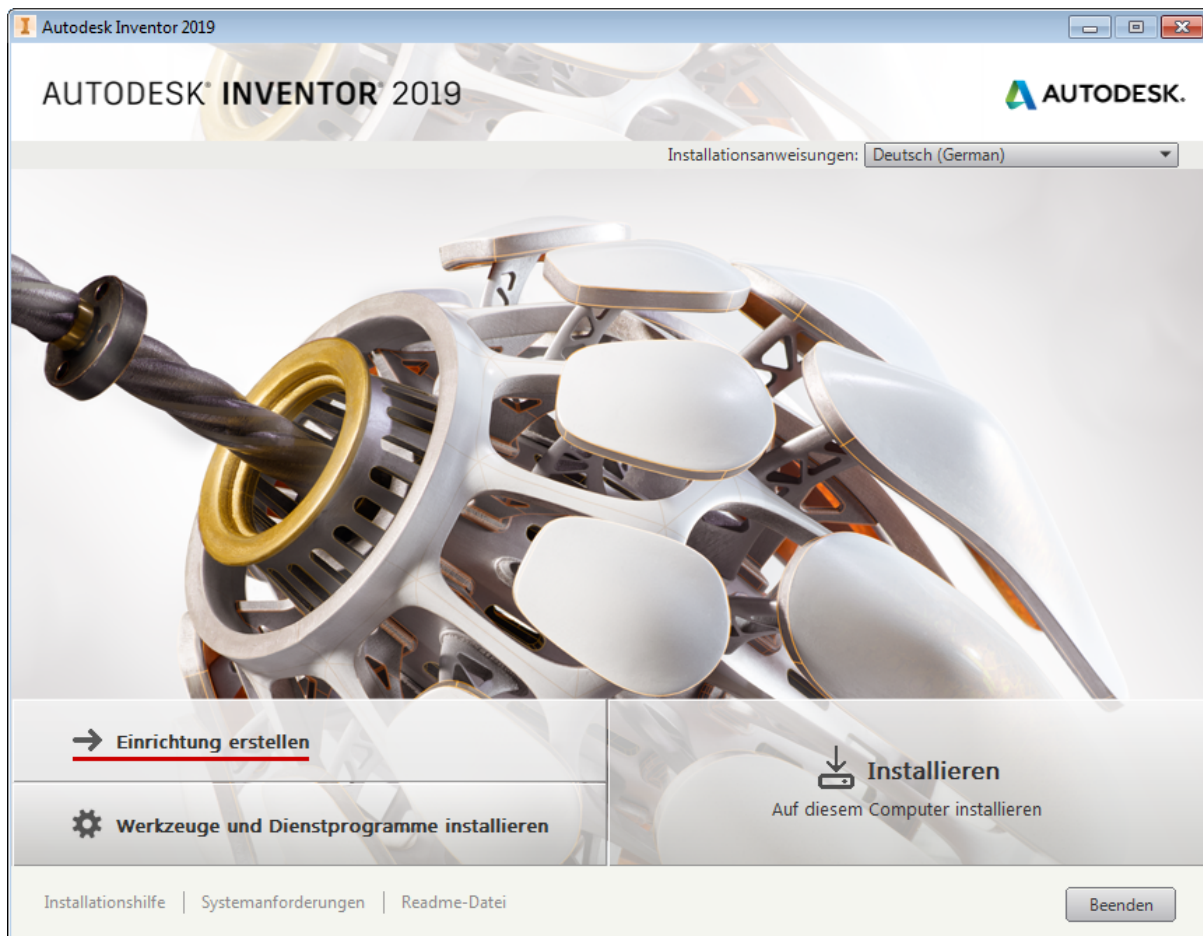 Autodesk Inventor 2019
AUTODESK® INVENTOR® 2019
AUTODESK.
Installationsanweisungen: Deutsch (German)
Einrichtung erstellen
Installieren
Auf diesem Computer installieren
Werkzeuge und Dienstprogramme installieren
Installationshilfe | Systemanforderungen | Readme-Datei
Beenden